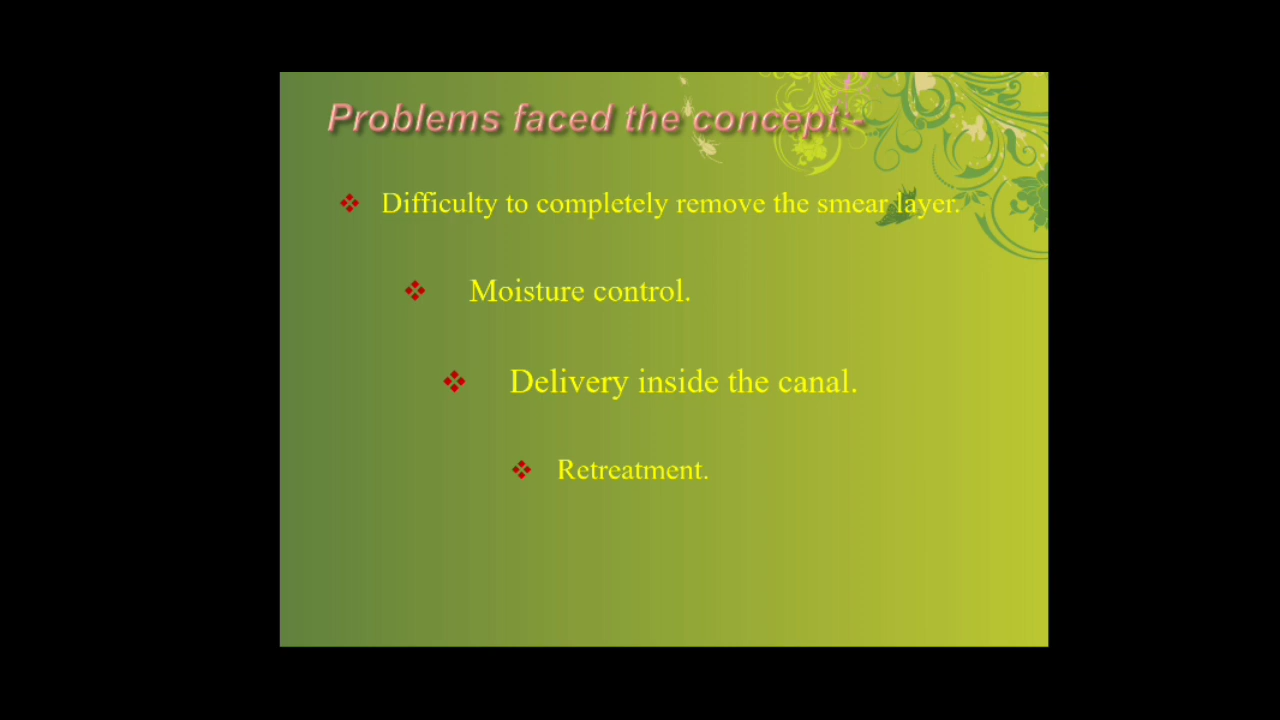 Problems faced the concept:-
Difficulty to completely remove the smear layer.
Moisture control.
Delivery inside the canal.
Retreatment.